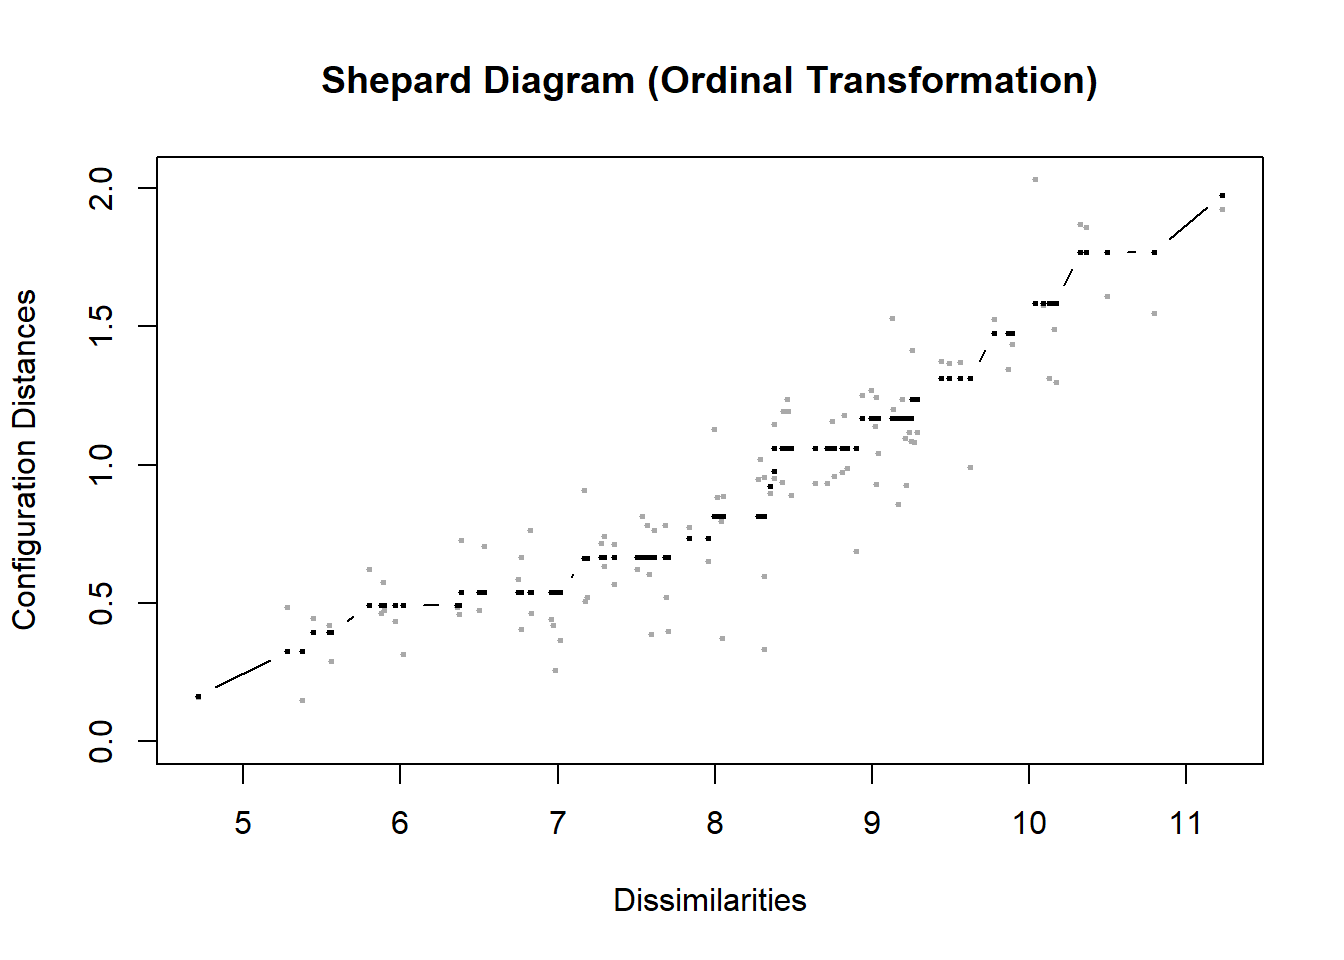 Shepard Diagram (Ordinal Transformation)
Configuration Distances
2.0
1.5
1.0
0.5
0.0
5 6 7 8 9 10 11
Dissimilarities